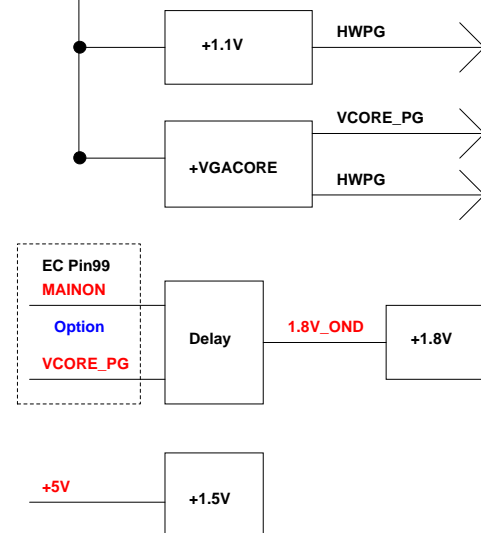 HWPG
+1.1V
VCORE_PG
+VGACORE
HWPG
EC Pin99
MAINON
Option
Delay
1.8V_OND
+1.8V
VCORE_PG
+5V
+1.5V